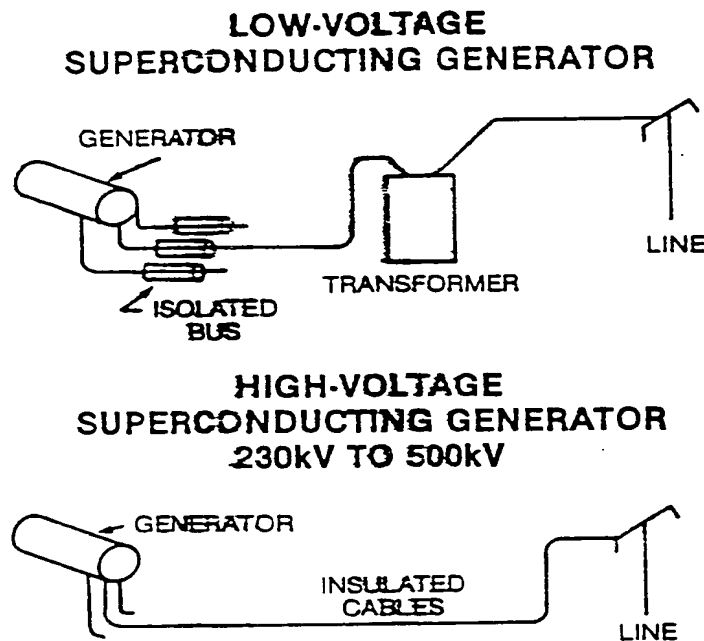 LOW-VOLTAGE
SUPERCONDUCTING GENERATOR
GENERATOR
LINE
TRANSFORMER
ISOLATED
BUS
HIGH-VOLTAGE
SUPERCONDUCTING GENERATOR
230kV TO 500kV
GENERATOR
INSULATED
CABLES
LINE